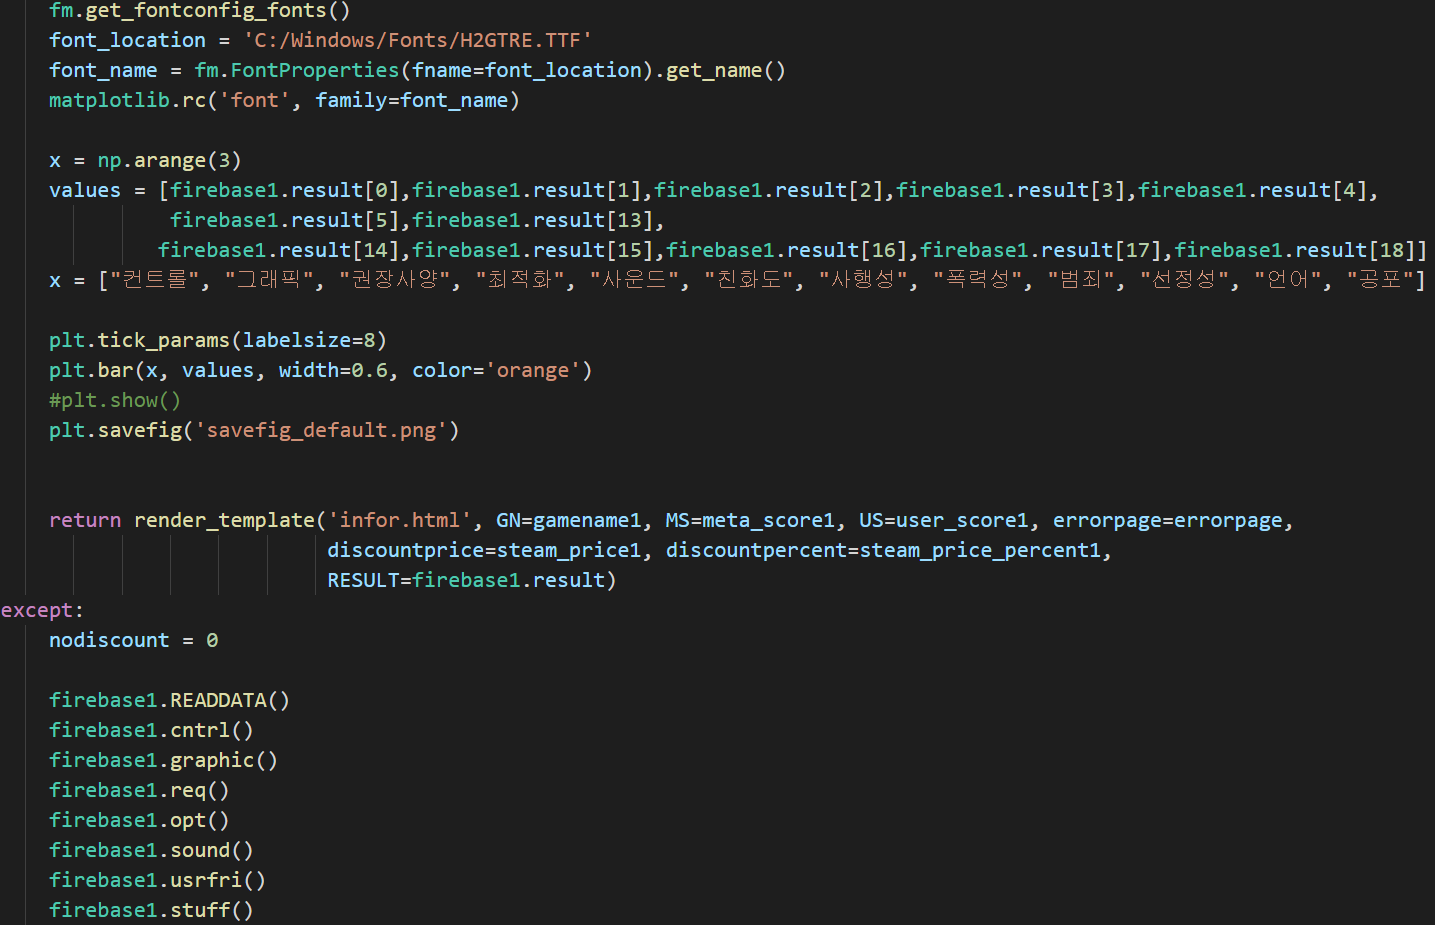 fm.get_fontconfig_fonts()
font_location = 'C:/Windows/Fonts/H2GTRE.TTF'
font_name = fm.FontProperties(fname=font_location).get_name()
matplotlib.rc('font', family=font_name)
x = np.arange(3)
values = [firebase1.result[0],firebase1.result[1],firebase1.result[2],firebase1.result[3],firebase1.result[4],
firebase1.result[5],firebase1.result[13],
firebase1.result[14],firebase1.result[15],firebase1.result[16],firebase1.result[17],firebase1.result[18]]
x = ["컨트롤", "그래픽", "권장사양", "최적화", "사운드", "친화도", "사행성", "폭력성", "범죄", "선정성", "언어", "공포"]
plt.tick_params(labelsize=8)
plt.bar(x, values, width=0.6, color='orange')
#plt.show()
plt.savefig('savefig_default.png')
return render_template('infor.html', GN=gamename1, MS=meta_score1, US=user_score1, errorpage=errorpage,
discountprice=steam_price1, discountpercent=steam_price_percent1,
RESULT=firebase1.result)
except:
nodiscount = 0
firebase1.READDATA()
firebase1.cntrl()
firebase1.graphic()
firebase1.req()
firebase1.opt()
firebase1.sound()
firebase1.usrfri()
firebase1.stuff()